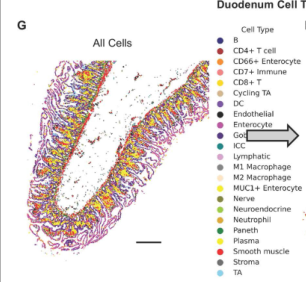 Duodenum Cell T
G
All Cells
Cell Type
B
CD4+ T cell
CD66+ Enterocyte
CD7+ Immune
CD8+ T
Cycling TA
DC
Endothelial
Enterocyte
Gob
ICC
Lymphatic
M1 Macrophage
M2 Macrophage
MUC1+ Enterocyte
Nerve
Neuroendocrine
Neutrophil
Paneth
Plasma
Smooth muscle
Stroma
TA